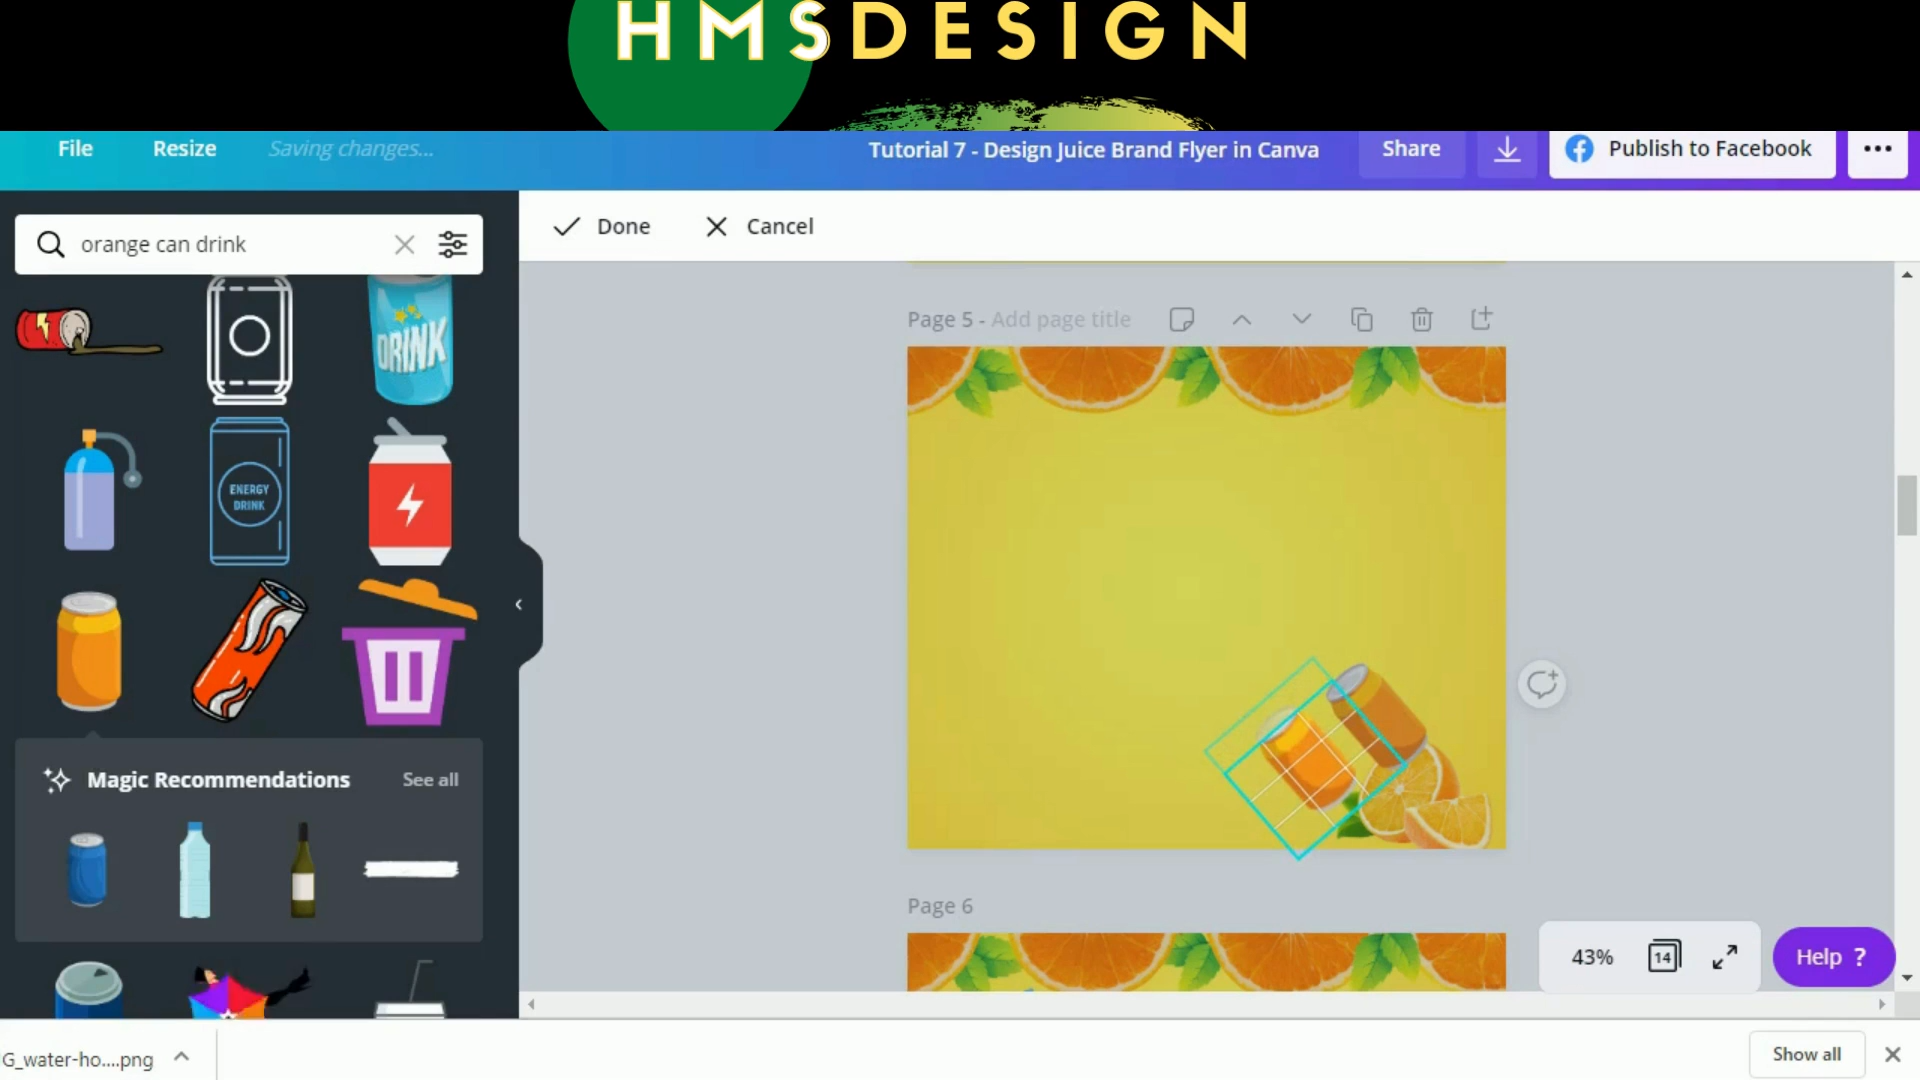 HMSDESIGN
File Resize Saving changes... Tutorial 7 - Design Juice Brand Flyer in Canva Share Publish to Facebook
orange can drink
Done Cancel
Page 5 - Add page title
DRINK
ENERGY
DRINK
Magic Recommendations See all
Page 6
43% 14 Help ?
G_water-ho....png Show all